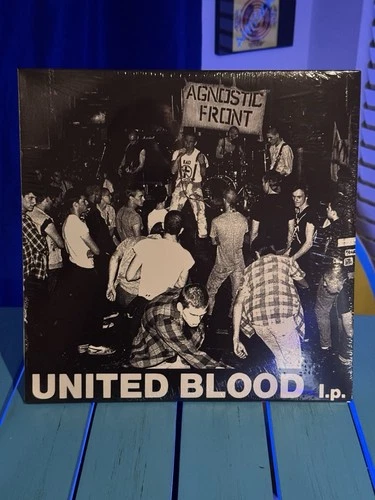 AGNOSTIC
FRONT
UNITED BLOOD l.p.